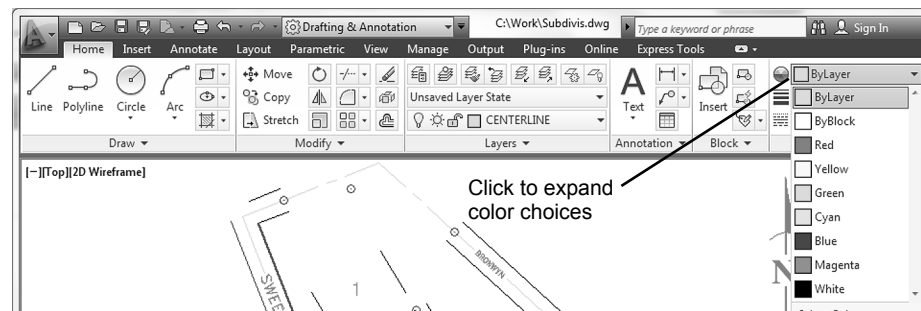 Drafting & Annotation C:\Work\Subdivis.dwg Type a keyword or phrase Sign In
Home Insert Annotate Layout Parametric View Manage Output Plug-ins Online Express Tools
Move
Copy
Stretch
Line Polyline Circle Arc
Unsaved Layer State
CENTERLINE
Text
Insert
Draw Modify Layers Annotation Block
ByLayer
ByLayer
ByBlock
Red
Yellow
Green
Cyan
Blue
Magenta
White
[−][Top][2D Wireframe]
Click to expand
color choices
BRONWYN
SWEE
1
N